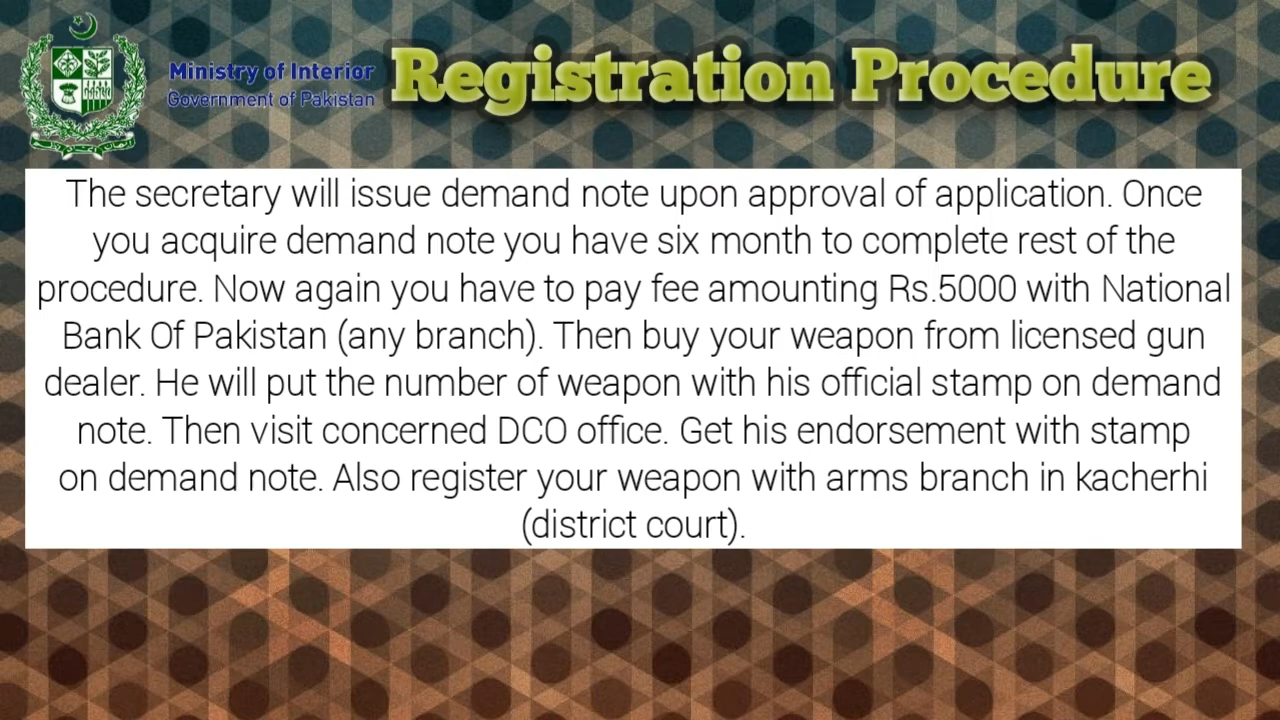 Ministry of Interior
Government of Pakistan
Registration Procedure
The secretary will issue demand note upon approval of application. Once
you acquire demand note you have six month to complete rest of the
procedure. Now again you have to pay fee amounting Rs.5000 with National
Bank Of Pakistan (any branch). Then buy your weapon from licensed gun
dealer. He will put the number of weapon with his official stamp on demand
note. Then visit concerned DCO office. Get his endorsement with stamp
on demand note. Also register your weapon with arms branch in kacherhi
(district court).